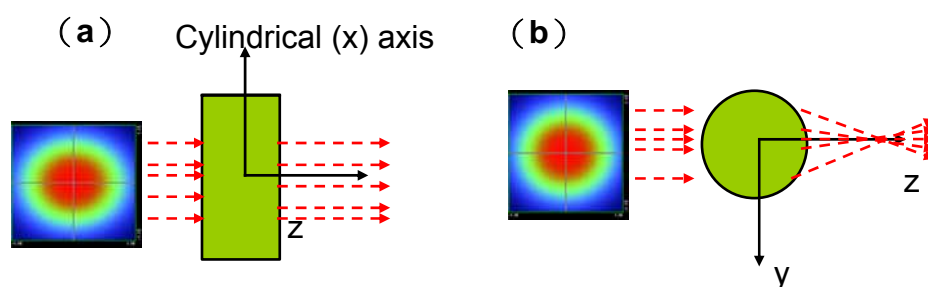 （a）
Cylindrical (x) axis
z
（b）
z
y